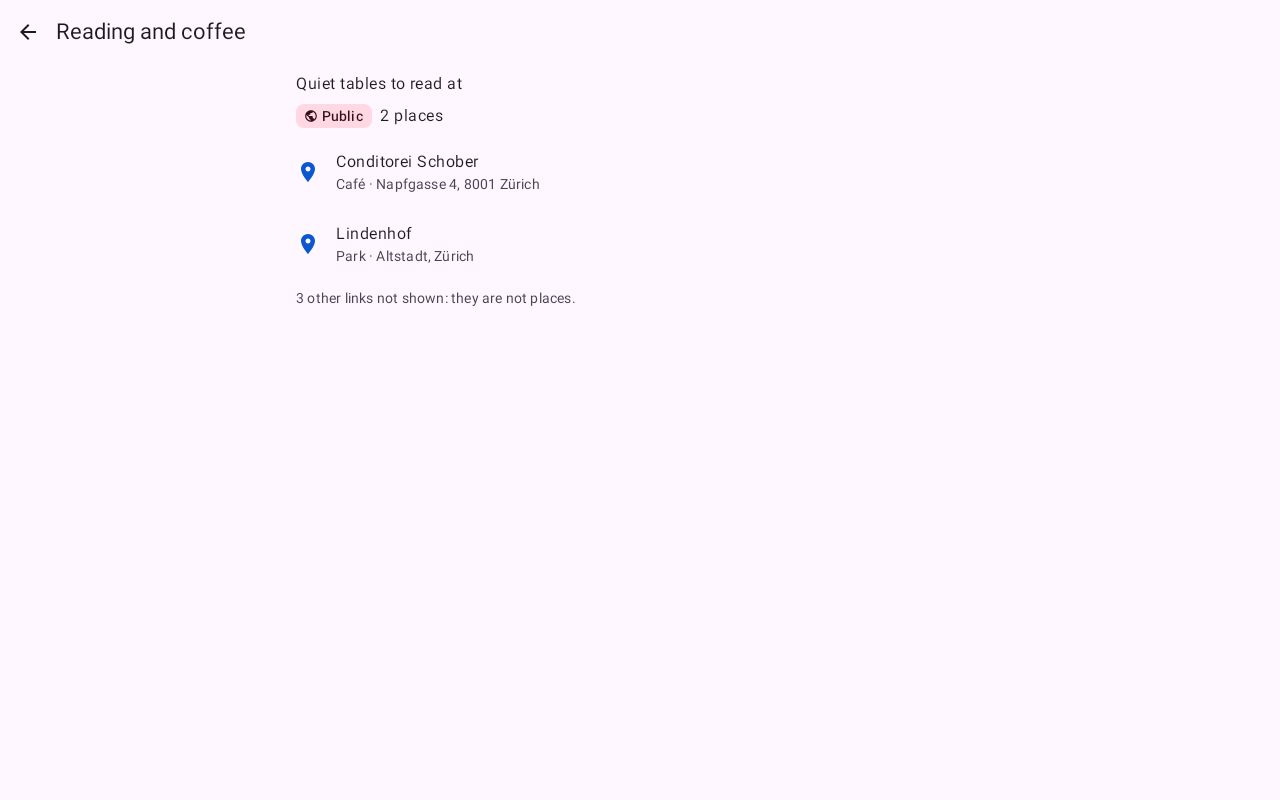 Reading and coffee
Quiet tables to read at
Public 2 places
Conditorei Schober
Café · Napfgasse 4, 8001 Zürich
Lindenhof
Park · Altstadt, Zürich
3 other links not shown: they are not places.